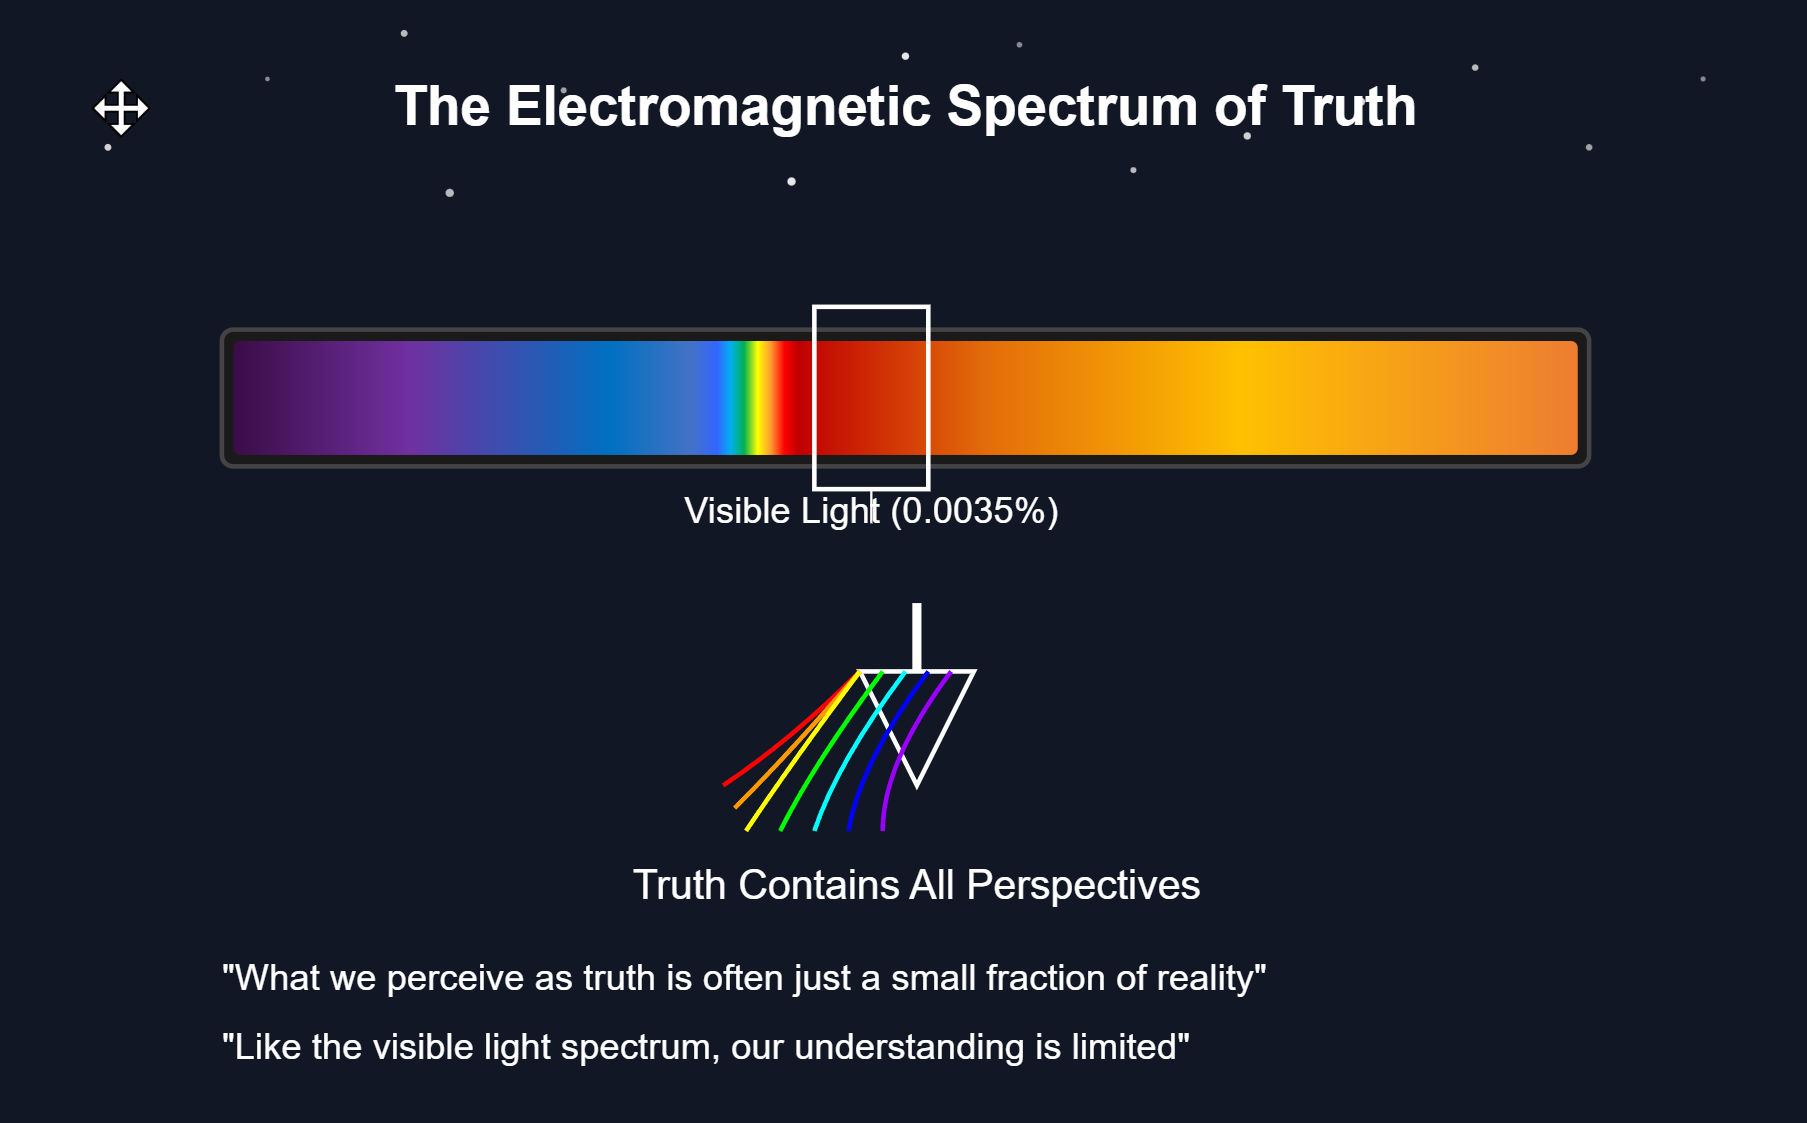 The Electromagnetic Spectrum of Truth
Visible Light (0.0035%)
Truth Contains All Perspectives
"What we perceive as truth is often just a small fraction of reality"
"Like the visible light spectrum, our understanding is limited"